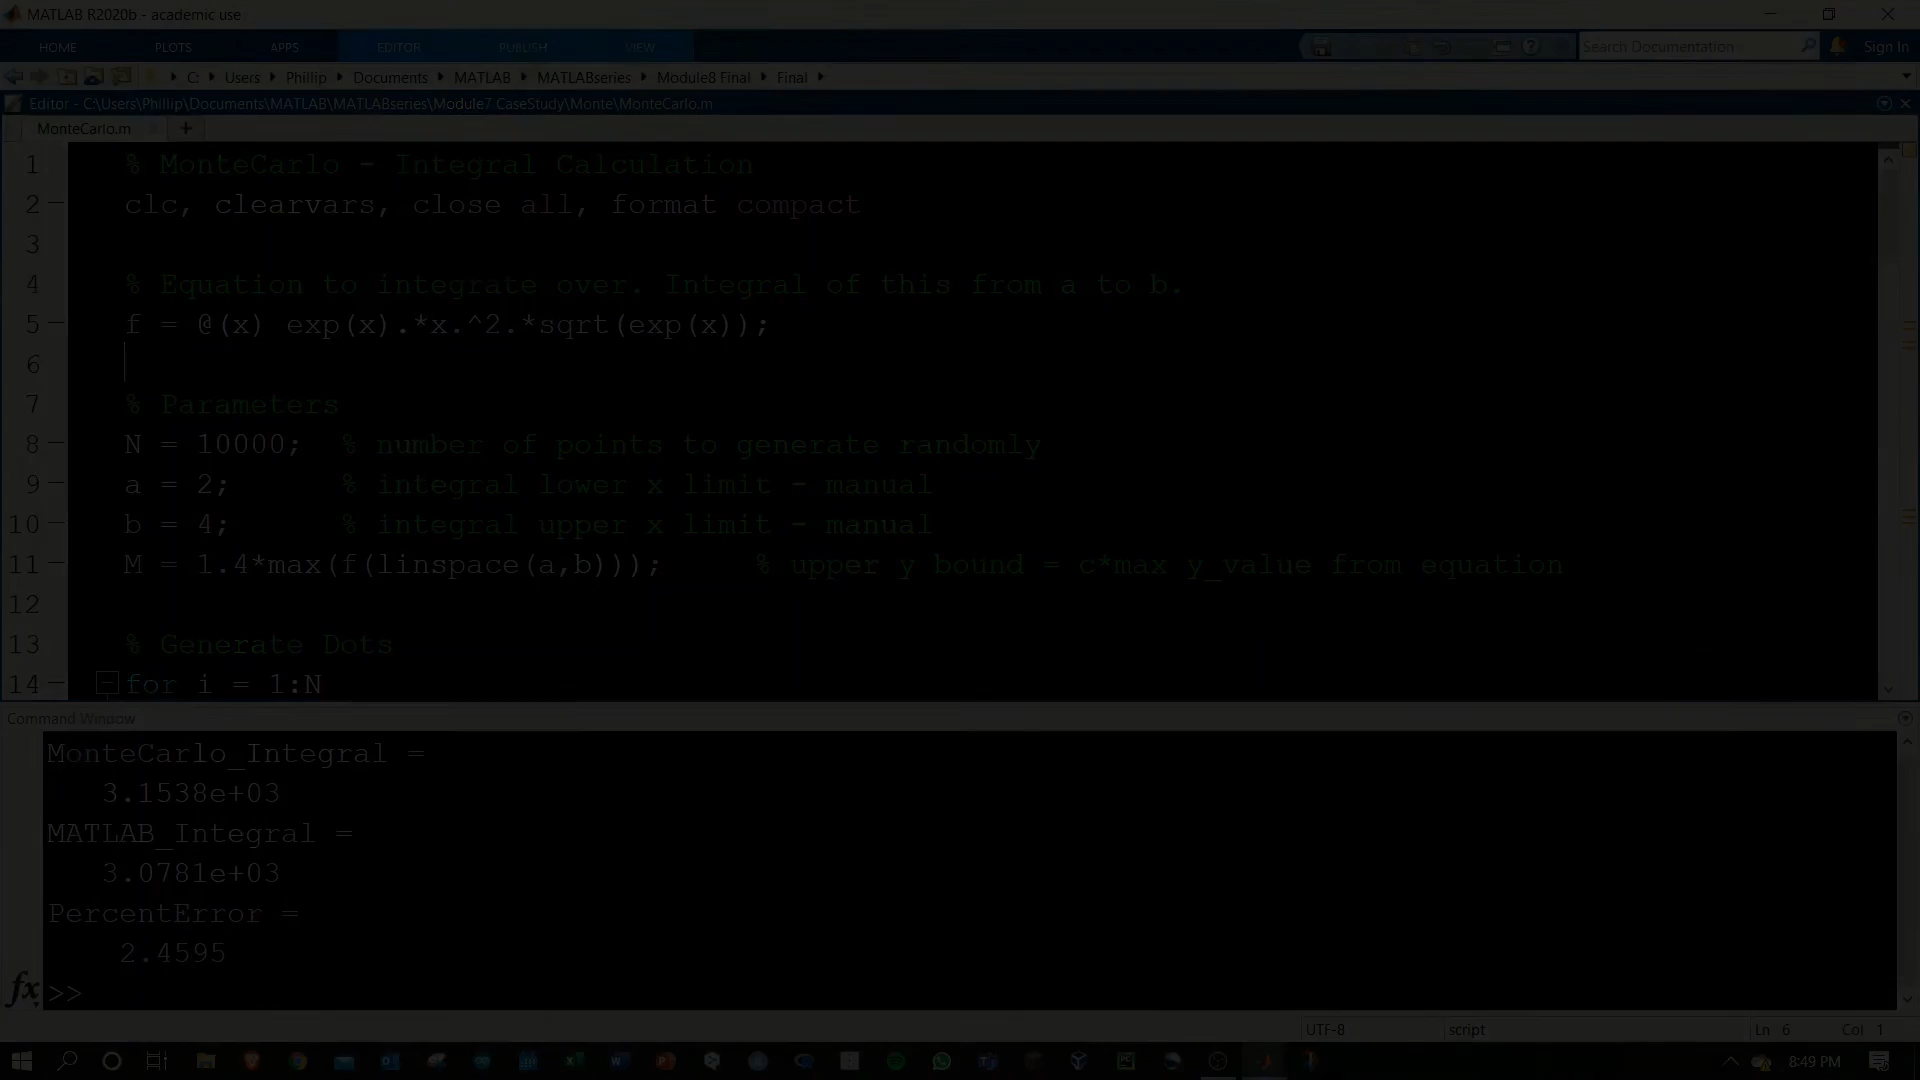 MATLAB R2020b - academic use
HOME PLOTS APPS EDITOR PUBLISH VIEW Search Documentation Sign In
C: Users Phillip Documents MATLAB MATLABseries Module8 Final Final
Editor - C:\Users\Phillip\Documents\MATLAB\MATLABseries\Module7 CaseStudy\Monte\MonteCarlo.m
MonteCarlo.m +
1 % MonteCarlo - Integral Calculation
2 clc, clearvars, close all, format compact
3
4 % Equation to integrate over. Integral of this from a to b.
5 f = @(x) exp(x).*x.^2.*sqrt(exp(x));
6
7 % Parameters
8 N = 10000; % number of points to generate randomly
9 a = 2; % integral lower x limit - manual
10 b = 4; % integral upper x limit - manual
11 M = 1.4*max(f(linspace(a,b))); % upper y bound = c*max y_value from equation
12
13 % Generate Dots
14 for i = 1:N
Command Window
MonteCarlo_Integral =
3.1538e+03
MATLAB_Integral =
3.0781e+03
PercentError =
2.4595
fx >>
UTF-8 script Ln 6 Col 1
8:49 PM